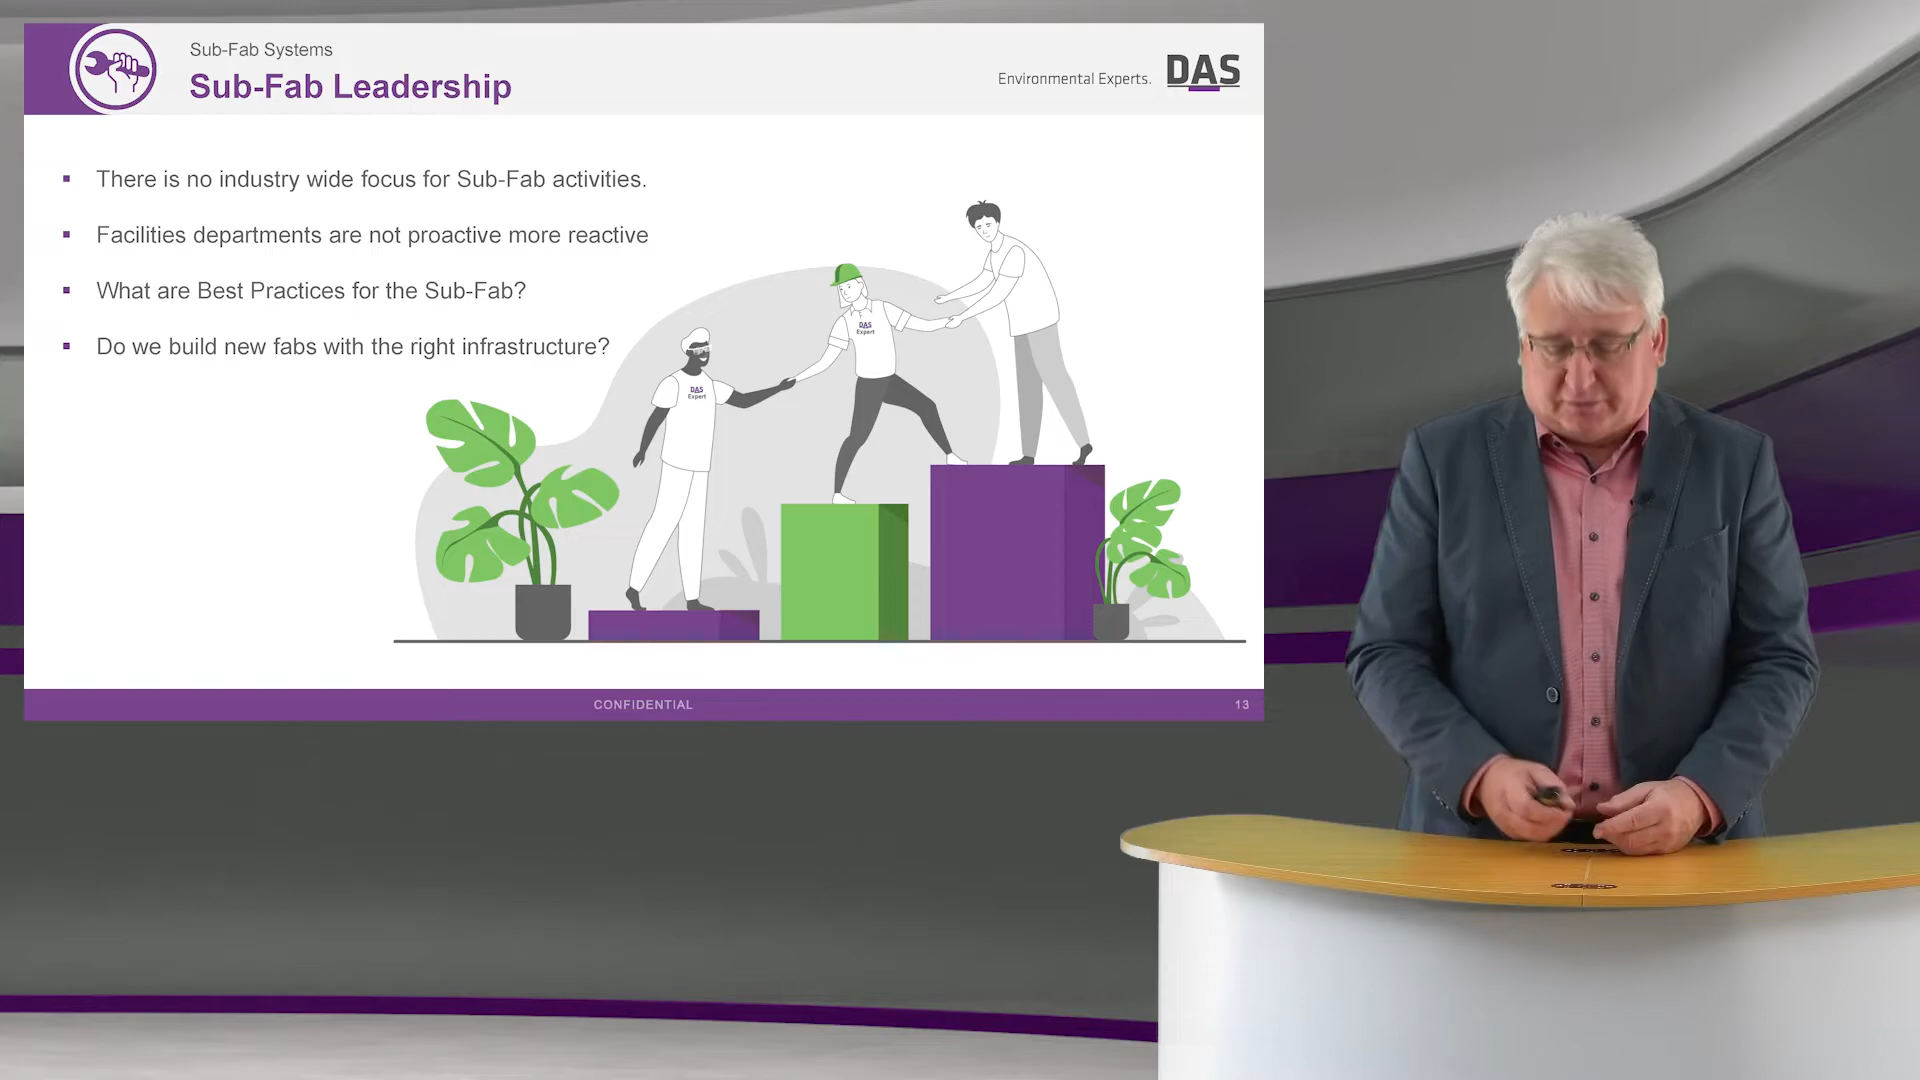 Sub-Fab Systems
Sub-Fab Leadership
Environmental Experts.
DAS
There is no industry wide focus for Sub-Fab activities.
Facilities departments are not proactive more reactive
What are Best Practices for the Sub-Fab?
Do we build new fabs with the right infrastructure?
DAS
Expert
DAS
Expert
CONFIDENTIAL
13